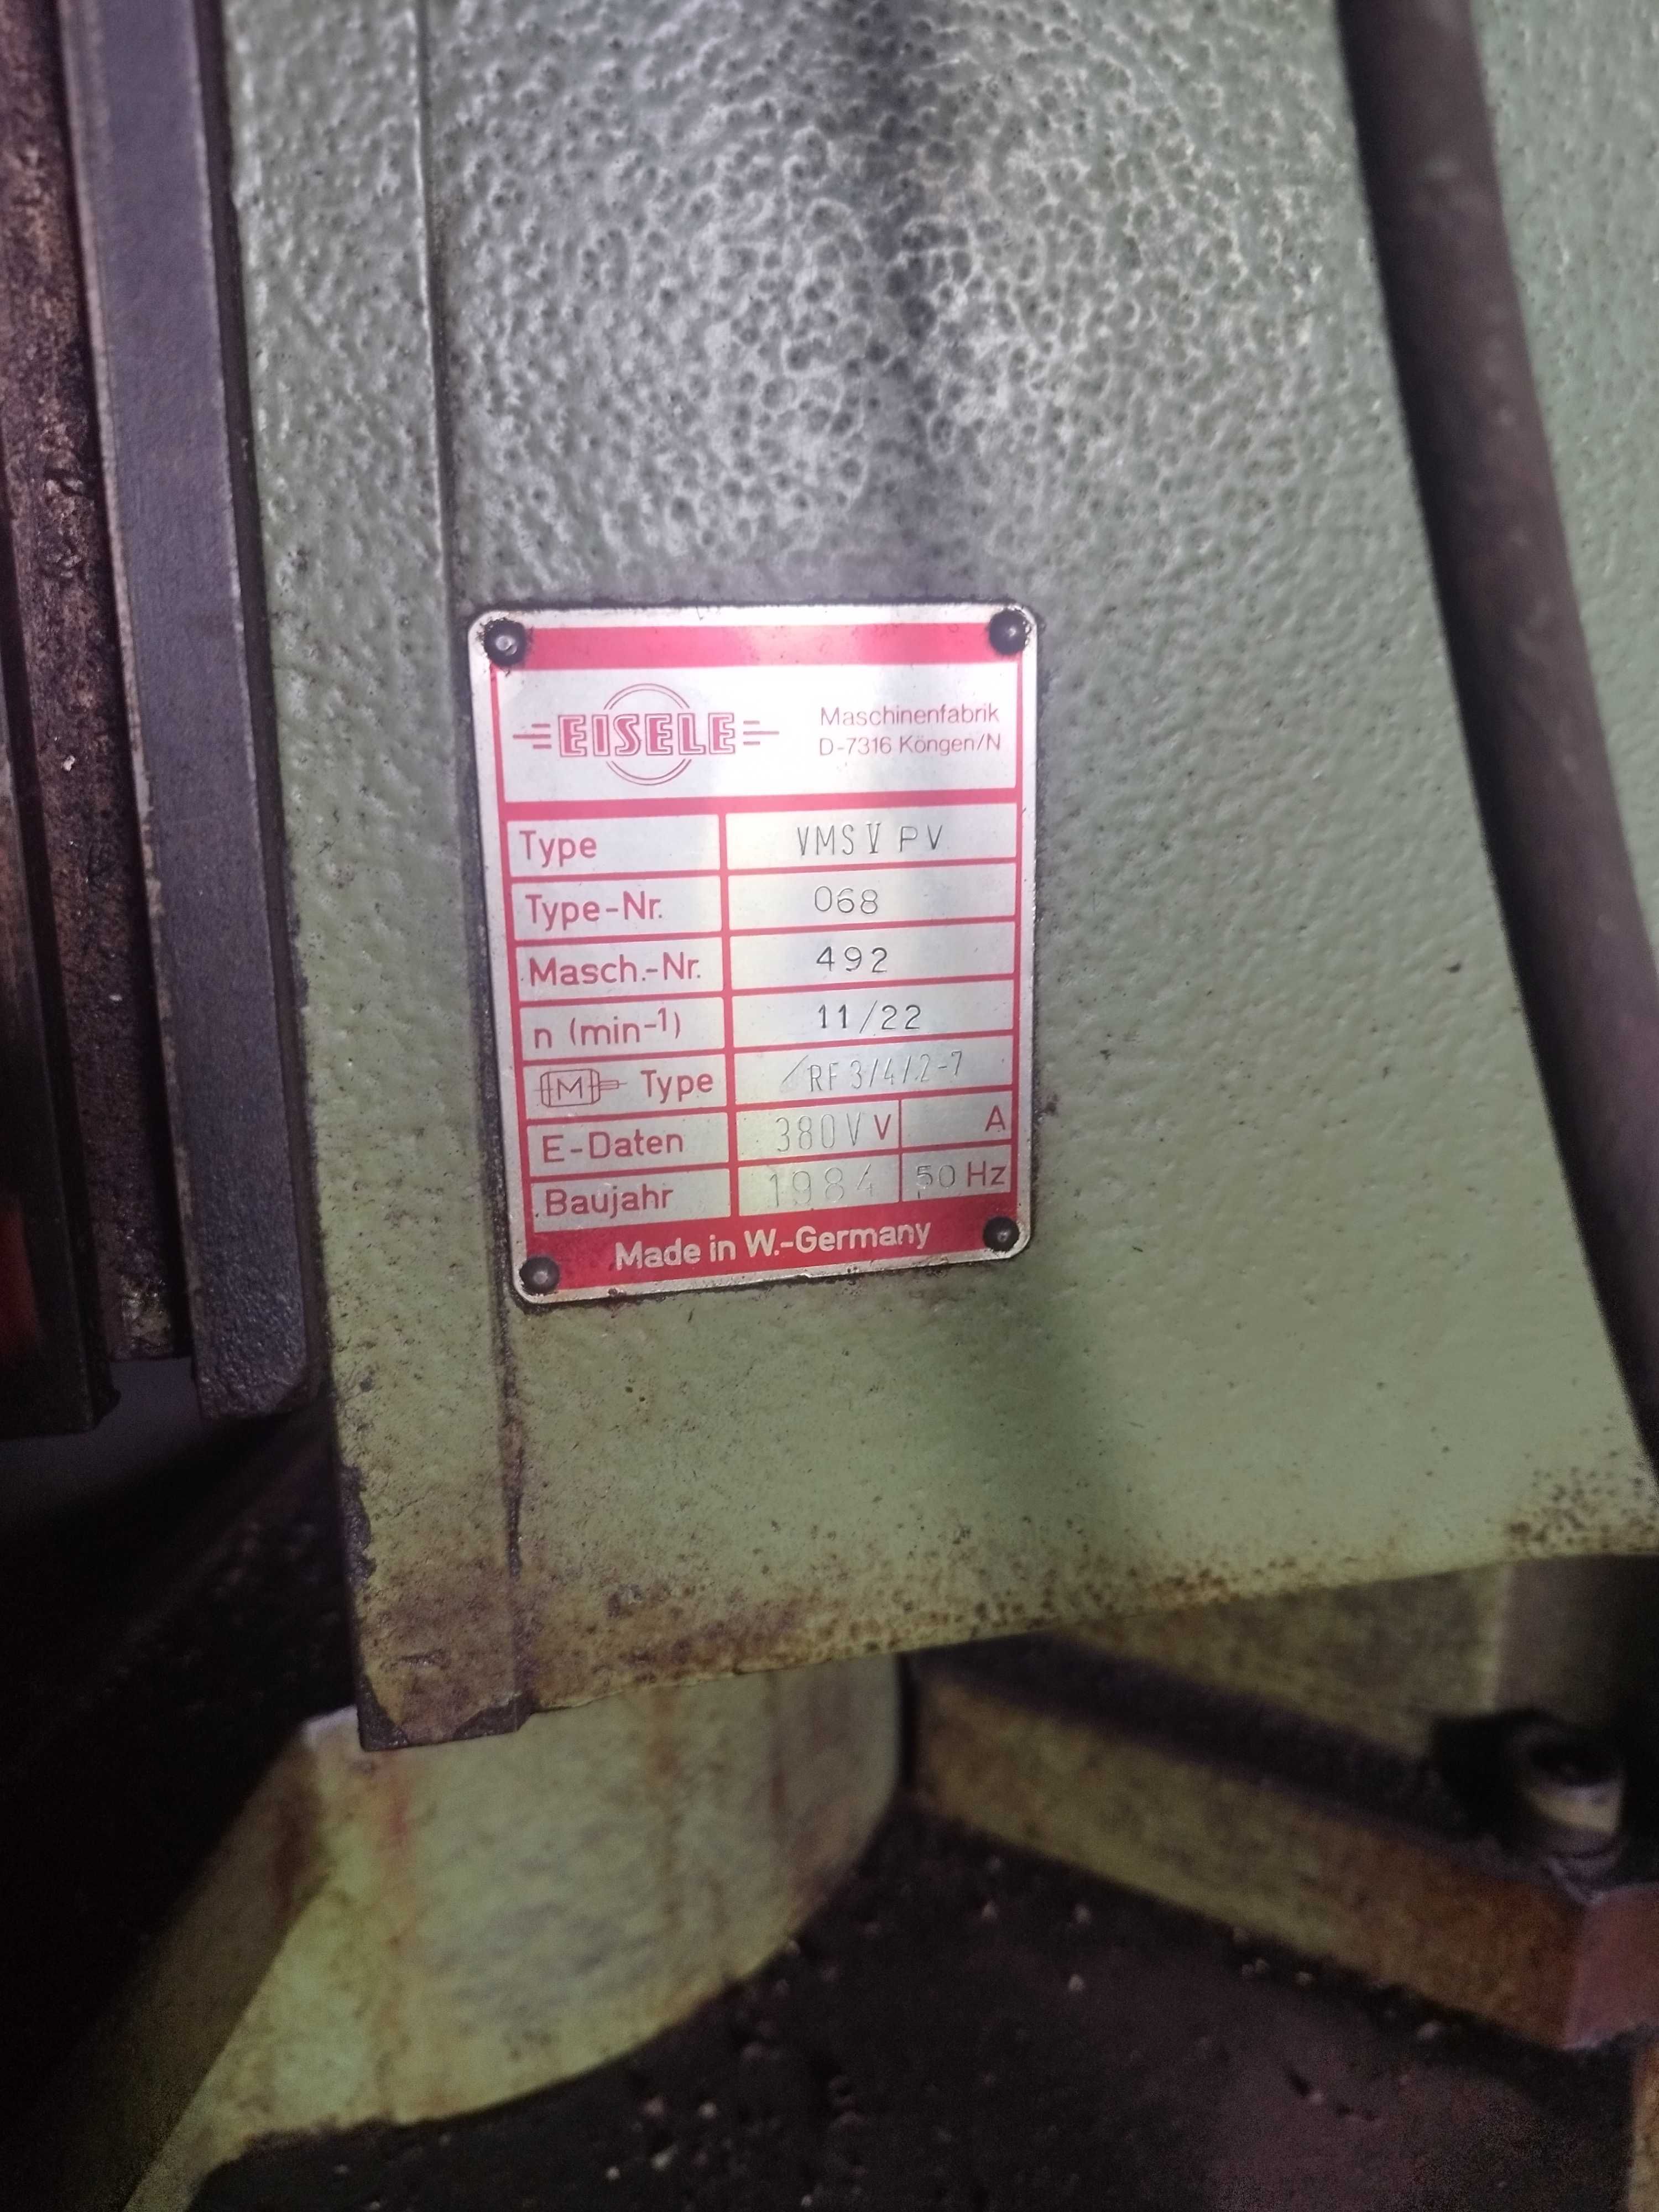 EISELE
Maschinenfabrik
D-7316 Köngen/N
Type VMS V PV
Type-Nr. 068
Masch.-Nr. 492
n (min-1) 11/22
M Type /RF 3/4/2-7
E-Daten 380V V A
Baujahr 1984 50 Hz
Made in W.-Germany